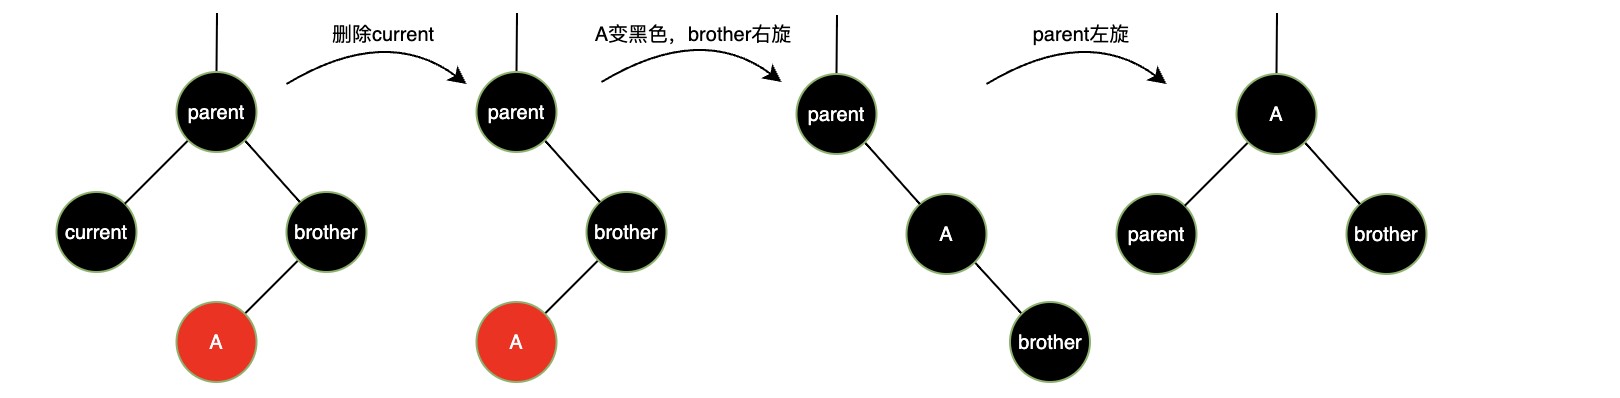 删除current
A变黑色，brother右旋
parent左旋
parent
parent
parent
A
current
brother
brother
A
parent
brother
A
A
brother